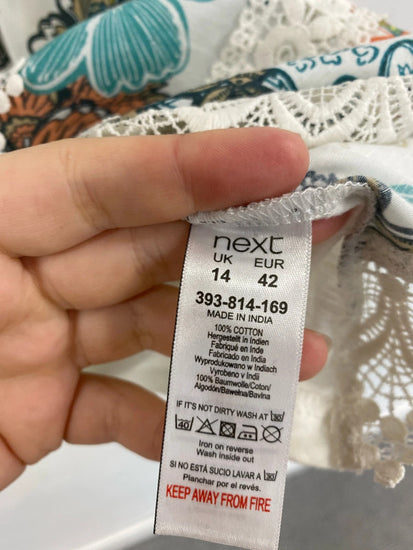 next
UK EUR
14 42
393-814-169
MADE IN INDIA
100% COTTON
Hergestellt in Indien
Fabriqué en Inde
Fabricado en India
Wyprodukowano w Indiach
Vyrobeno v Indii
100% Baumwolle/Coton/
Algodón/Bawełna/Bavlna
IF IT'S NOT DIRTY WASH AT 30
40
Iron on reverse
Wash inside out
SI NO ESTÁ SUCIO LAVAR A 30
Planchar por el revés.
KEEP AWAY FROM FIRE